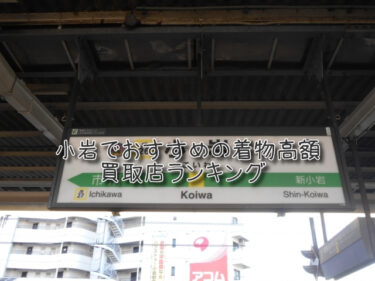 小岩でおすすめの着物高額
買取店ランキング
市
新小岩
Ichikawa
Koiwa
Shin-Koiwa
アコム